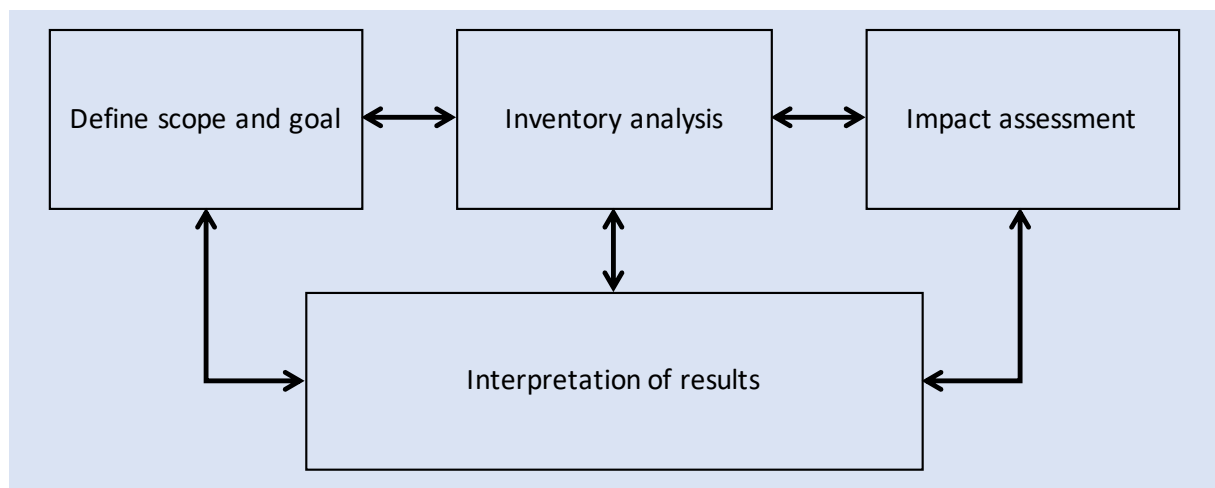 Define scope and goal
Inventory analysis
Impact assessment
Interpretation of results